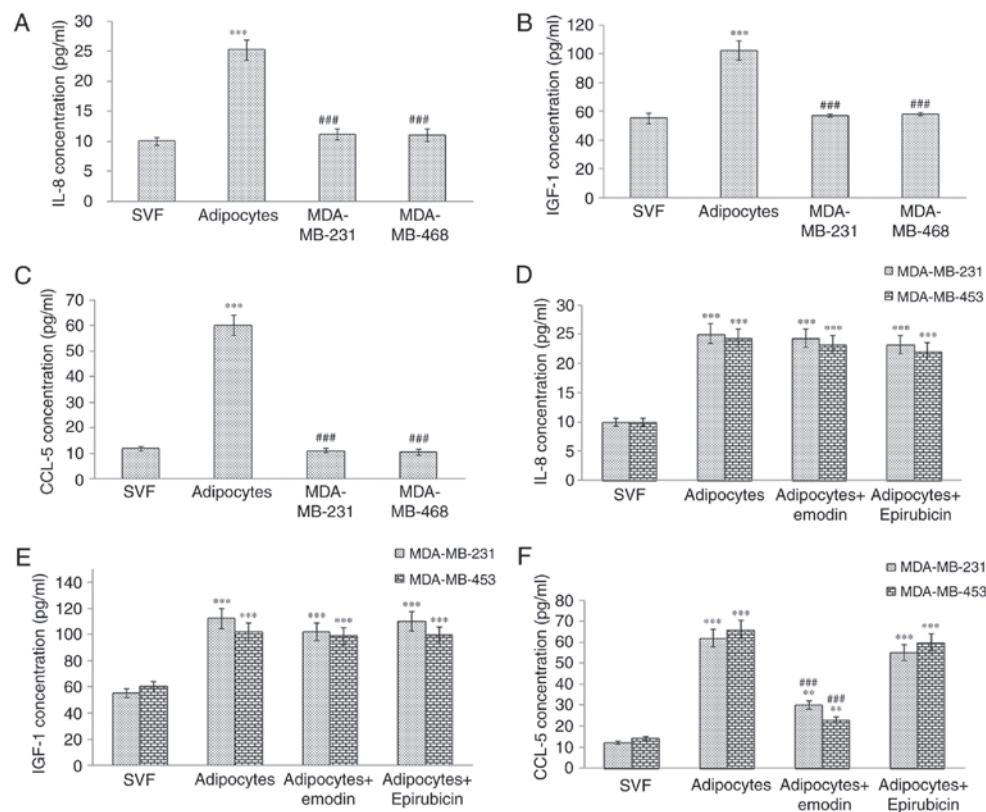 A
IL-8 concentration (pg/ml)
30
25
20
15
10
5
0
***
###
###
SVF
Adipocytes
MDA-
MB-231
MDA-
MB-468
B
IGF-1 concentration (pg/ml)
120
100
80
60
40
20
0
***
###
###
SVF
Adipocytes
MDA-
MB-231
MDA-
MB-468
C
CCL-5 concentration (pg/ml)
70
60
50
40
30
20
10
0
***
###
###
SVF
Adipocytes
MDA-
MB-231
MDA-
MB-468
D
MDA-MB-231
MDA-MB-453
IL-8 concentration (pg/ml)
30
25
20
15
10
5
0
*** ***
*** ***
*** ***
SVF
Adipocytes
Adipocytes+
emodin
Adipocytes+
Epirubicin
E
MDA-MB-231
MDA-MB-453
IGF-1 concentration (pg/ml)
140
120
100
80
60
40
20
0
*** ***
*** ***
*** ***
SVF
Adipocytes
Adipocytes+
emodin
Adipocytes+
Epirubicin
F
MDA-MB-231
MDA-MB-453
CCL-5 concentration (pg/ml)
80
70
60
50
40
30
20
10
0
*** ***
### ###
** **
*** ***
SVF
Adipocytes
Adipocytes+
emodin
Adipocytes+
Epirubicin